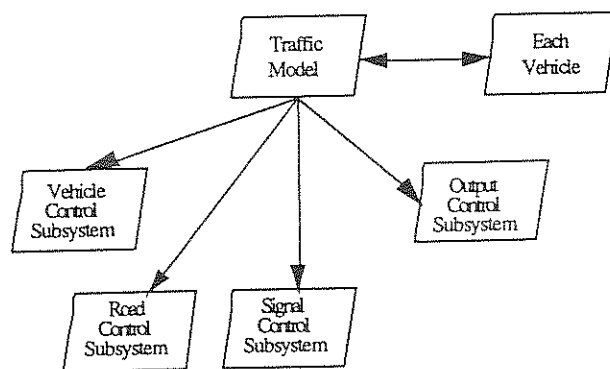 Traffic
Model
Each
Vehicle
Vehicle
Control
Subsystem
Output
Control
Subsystem
Road
Control
Subsystem
Signal
Control
Subsystem